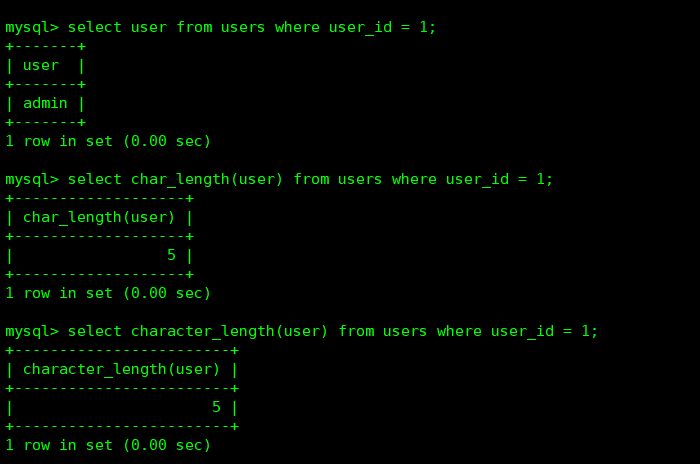 mysql> select user from users where user_id = 1;
+-------+
| user  |
+-------+
| admin |
+-------+
1 row in set (0.00 sec)

mysql> select char_length(user) from users where user_id = 1;
+-------------------+
| char_length(user) |
+-------------------+
|                 5 |
+-------------------+
1 row in set (0.00 sec)

mysql> select character_length(user) from users where user_id = 1;
+------------------------+
| character_length(user) |
+------------------------+
|                      5 |
+------------------------+
1 row in set (0.00 sec)